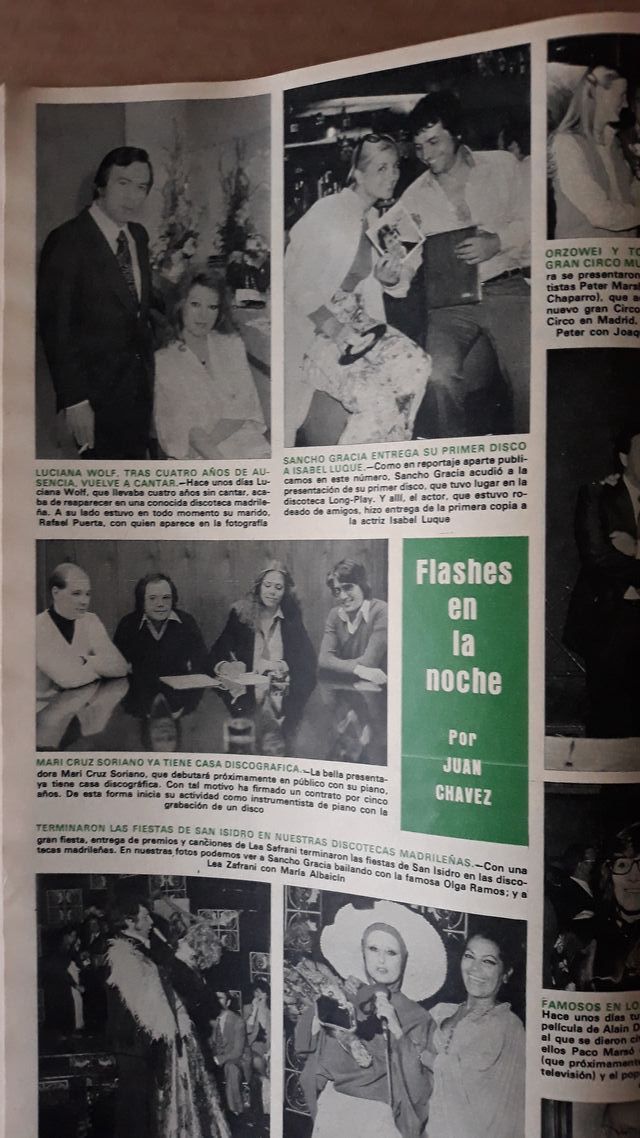 LUCIANA WOLF, TRAS CUATRO AÑOS DE AU-
SENCIA, VUELVE A CANTAR.—Hace unos días Lu-
ciana Wolf, que llevaba cuatro años sin cantar, aca-
ba de reaparecer en una conocida discoteca madrile-
ña. A su lado estuvo en todo momento su marido,
Rafael Puerta, con quien aparece en la fotografía
SANCHO GRACIA ENTREGA SU PRIMER DISCO
A ISABEL LUQUE.—Como en reportaje aparte publi-
camos en este número, Sancho Gracia acudió a la
presentación de su primer disco, que tuvo lugar en la
discoteca Long-Play. Y allí, el actor, que estuvo ro-
deado de amigos, hizo entrega de la primera copia a
la actriz Isabel Luque
ORZOWEI Y TO
GRAN CIRCO MU
ra se presentaron
tistas Peter Mars
Chaparro), que a
nuevo gran Circo
Circo en Madrid.
Peter con Joaq
Flashes
en
la
noche
Por
JUAN
CHAVEZ
MARI CRUZ SORIANO YA TIENE CASA DISCOGRAFICA.—La bella presenta-
dora Mari Cruz Soriano, que debutará próximamente en público con su piano,
ya tiene casa discográfica. Con tal motivo ha firmado un contrato por cinco
años. De esta forma inicia su actividad como instrumentista de piano con la
grabación de un disco
TERMINARON LAS FIESTAS DE SAN ISIDRO EN NUESTRAS DISCOTECAS MADRILEÑAS.—Con una
gran fiesta, entrega de premios y canciones de Lea Safrani terminaron las fiestas de San Isidro en las disco-
tecas madrileñas. En nuestras fotos podemos ver a Sancho Gracia bailando con la famosa Olga Ramos; y a
Lea Zafrani con María Albaicín
FAMOSOS EN LO
Hace unos días tu
película de Alain D
al que se dieron ci
ellos Paco Marsó
(que próximament
televisión) y el pop